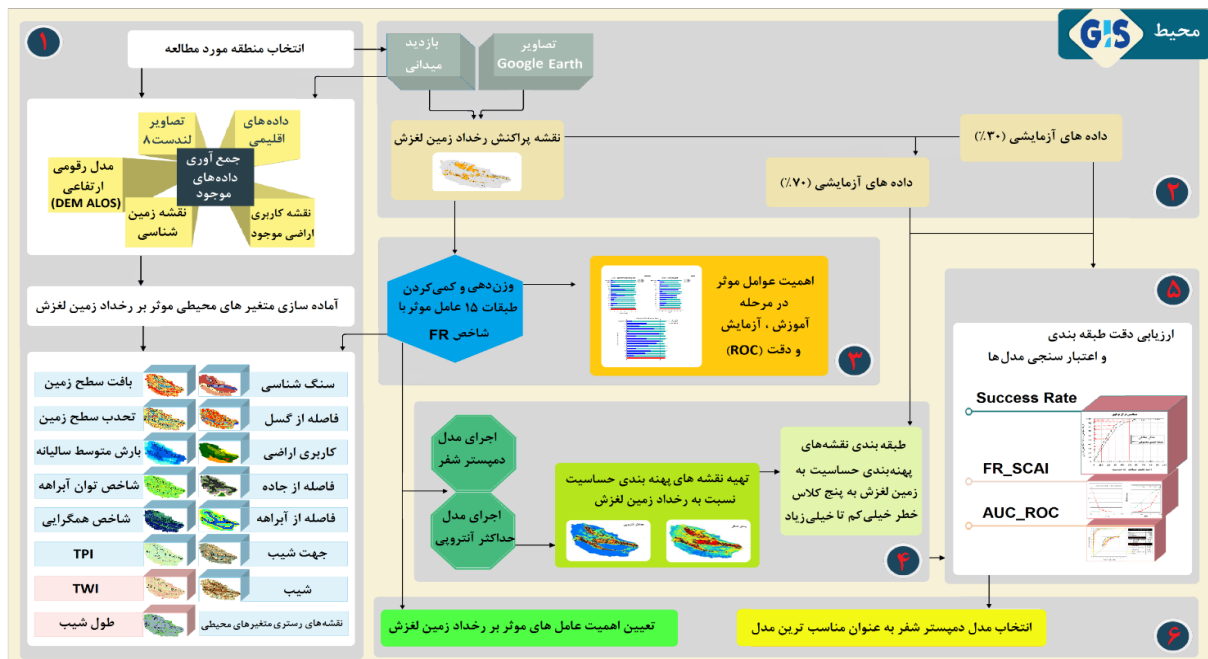 محیط
GIS
۱
انتخاب منطقه مورد مطالعه
تصاویر
لندست۸
داده‌های
اقلیمی
مدل رقومی
ارتفاعی
(DEM ALOS)
جمع آوری
داده‌های
موجود
نقشه زمین
شناسی
نقشه کاربری
اراضی موجود
آماده سازی متغیر های محیطی موثر بر رخداد زمین لغزش
سنگ شناسی
بافت سطح زمین
فاصله از گسل
تحدب سطح زمین
کاربری اراضی
بارش متوسط سالیانه
فاصله از جاده
شاخص توان آبراهه
فاصله از آبراهه
شاخص همگرایی
جهت شیب
TPI
شیب
TWI
نقشه‌های رستری متغیرهای محیطی
طول شیب
بازدید
میدانی
تصاویر
Google Earth
نقشه پراکنش رخداد زمین لغزش
داده های آزمایشی (۳۰٪)
داده های آزمایشی (۷۰٪)
۲
وزن‌دهی و کمی‌کردن
طبقات ۱۵ عامل موثر با
شاخص FR
اهمیت عوامل موثر
در مرحله
آموزش ، آزمایش
و دقت (ROC)
۳
اجرای مدل
دمپستر شفر
اجرای مدل
حداکثر آنتروپی
تهیه نقشه های پهنه بندی حساسیت
نسبت به رخداد زمین لغزش
طبقه بندی نقشه‌های
پهنه‌بندی حساسیت به
زمین لغزش به پنج کلاس
خطر خیلی کم تا خیلی زیاد
۴
۵
ارزیابی دقت طبقه بندی
و اعتبار سنجی مدل‌ها
Success Rate
FR_SCAI
AUC_ROC
تعیین اهمیت عامل های موثر بر رخداد زمین لغزش
انتخاب مدل دمپستر شفر به عنوان مناسب ترین مدل
۶